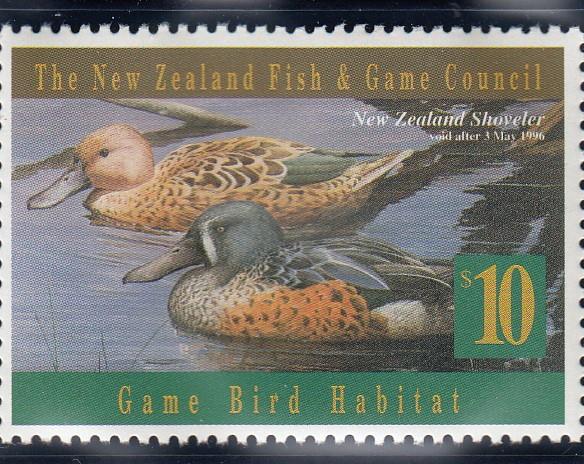 The New Zealand Fish & Game Council
New Zealand Shoveler
void after 3 May 1996
$10
Game Bird Habitat